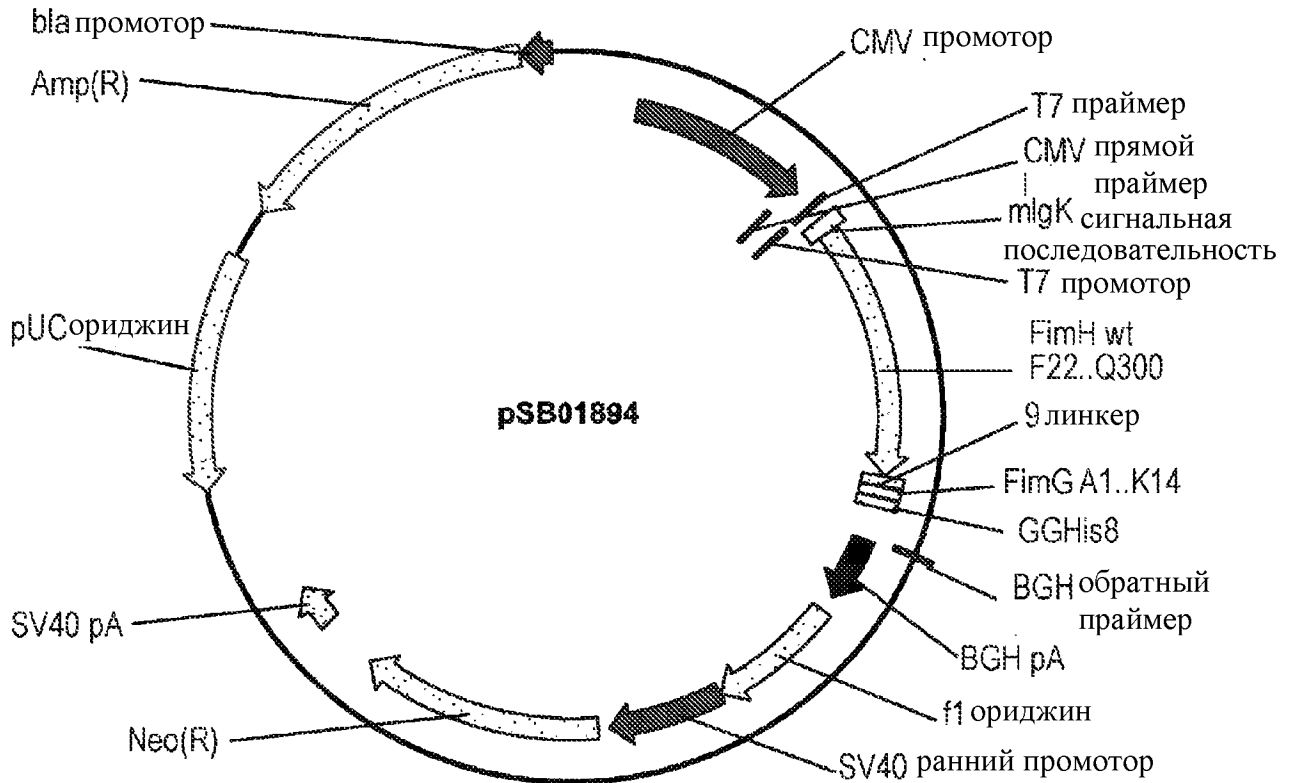 bla промотор
Amp(R)
pUC ориджин
SV40 pA
Neo(R)
pSB01894
CMV промотор
T7 праймер
CMV прямой
праймер
mIgK сигнальная
последовательность
T7 промотор
FimH wt
F22..Q300
9 линкер
FimG A1..K14
GGHis8
BGH обратный
праймер
BGH pA
f1 ориджин
SV40 ранний промотор